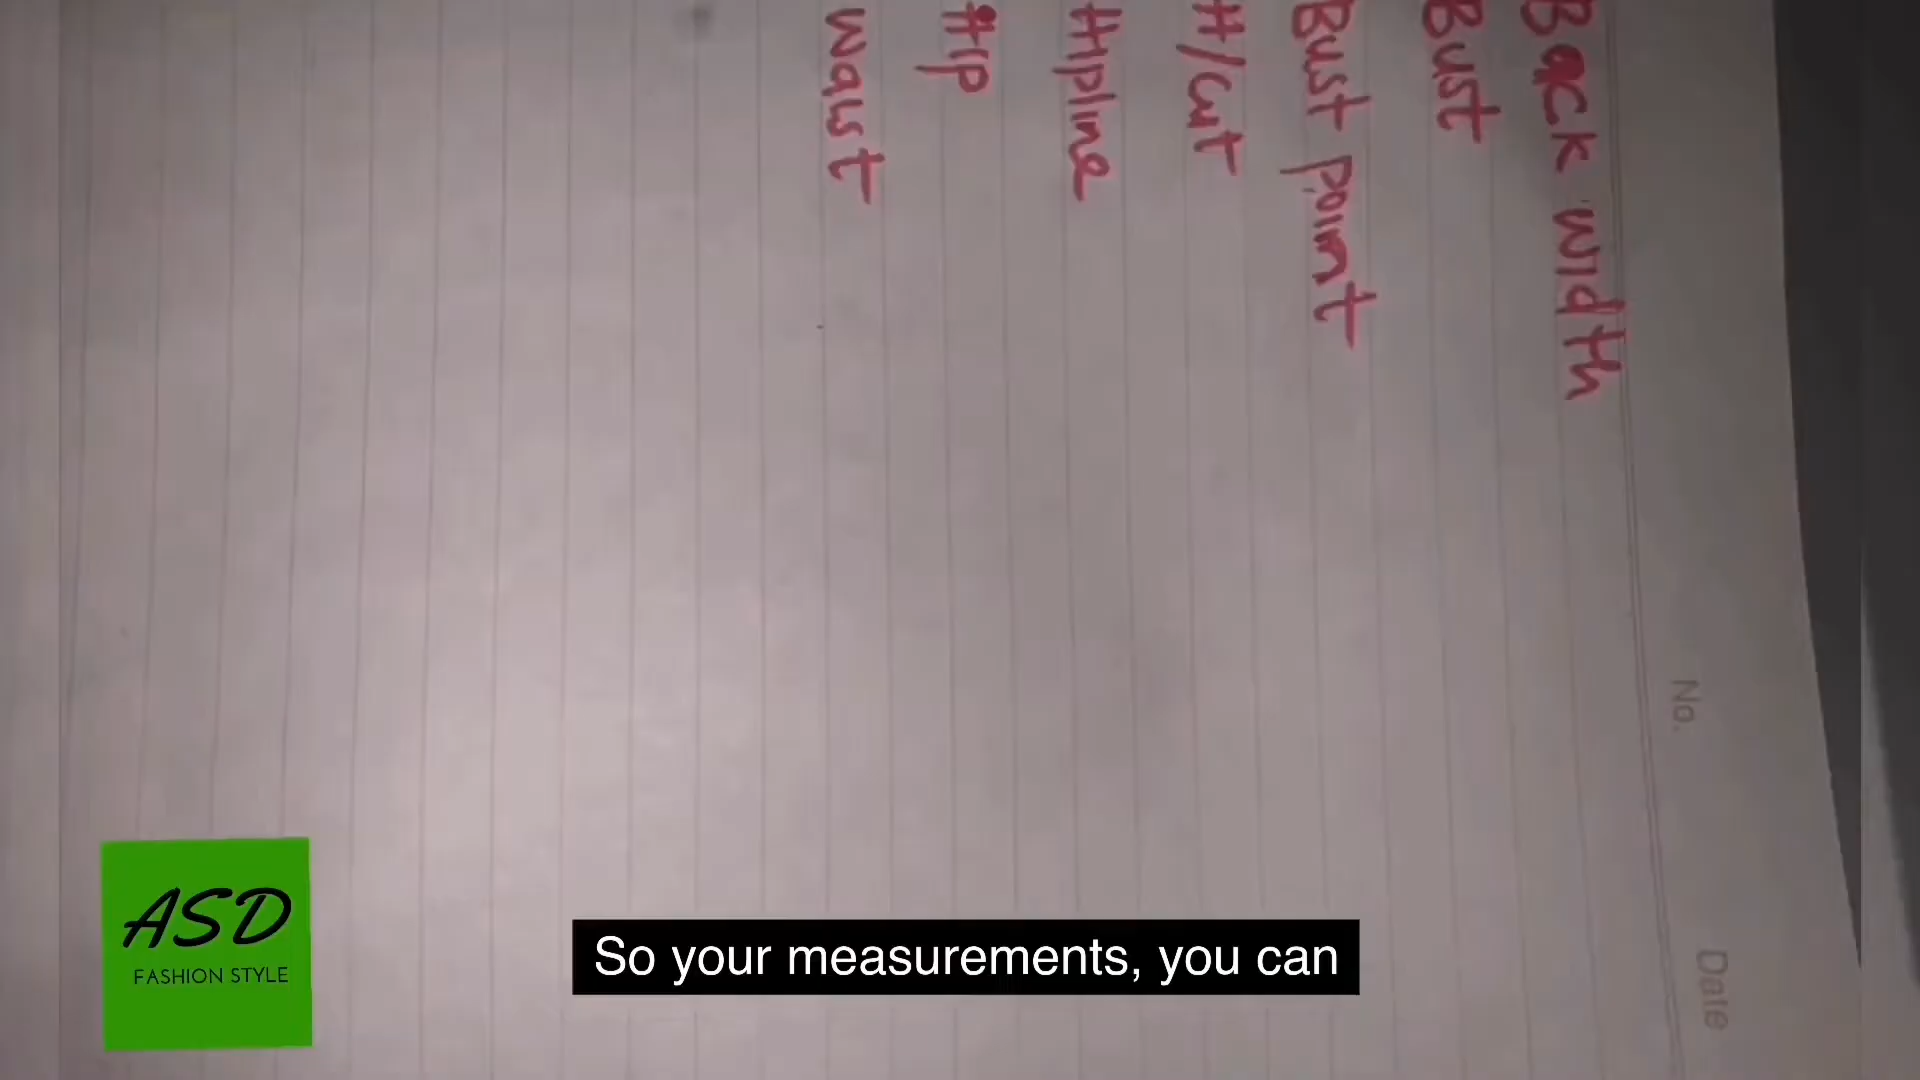 Back width
Bust
Bust point
H/cut
Hipline
Hip
waist
No.
Date
ASD
FASHION STYLE
So your measurements, you can